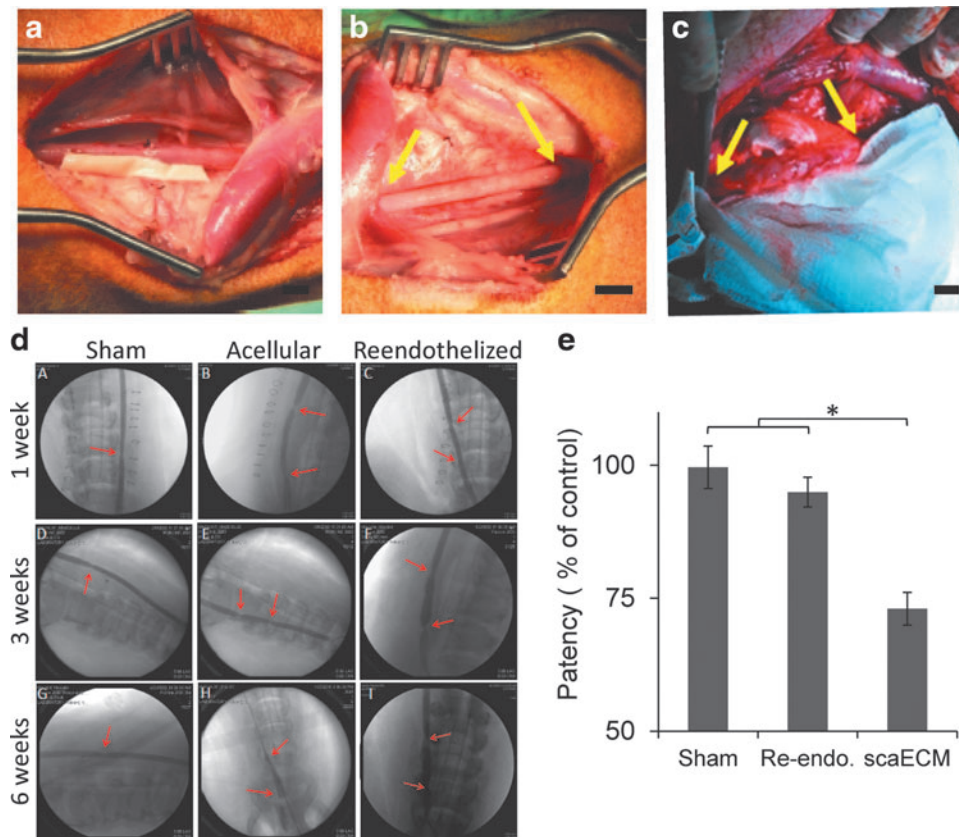 a
b
c
d
Sham
Acellular
Reendothelized
1 week
A
B
C
3 weeks
D
E
F
6 weeks
G
H
I
e
*
Patency ( % of control)
100
75
50
Sham
Re-endo.
scaECM